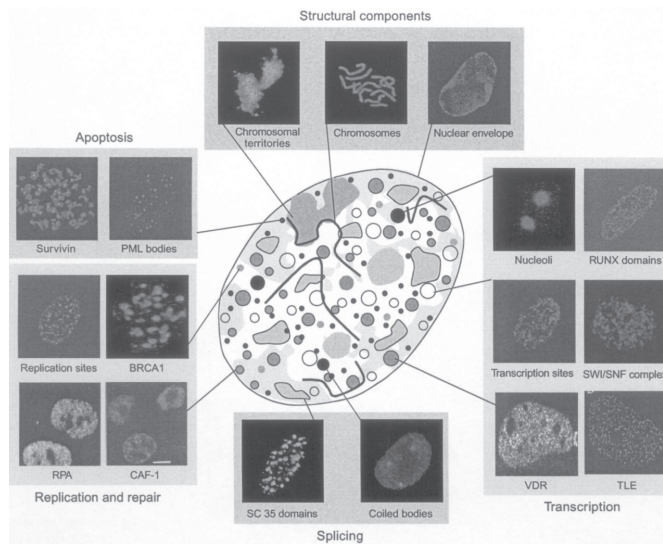 Structural components
Chromosomal
territories
Chromosomes
Nuclear envelope
Apoptosis
Survivin
PML bodies
Nucleoli
RUNX domains
Replication sites
BRCA1
Transcription sites
SWI/SNF complex
RPA
CAF-1
Replication and repair
VDR
TLE
Transcription
SC 35 domains
Coiled bodies
Splicing